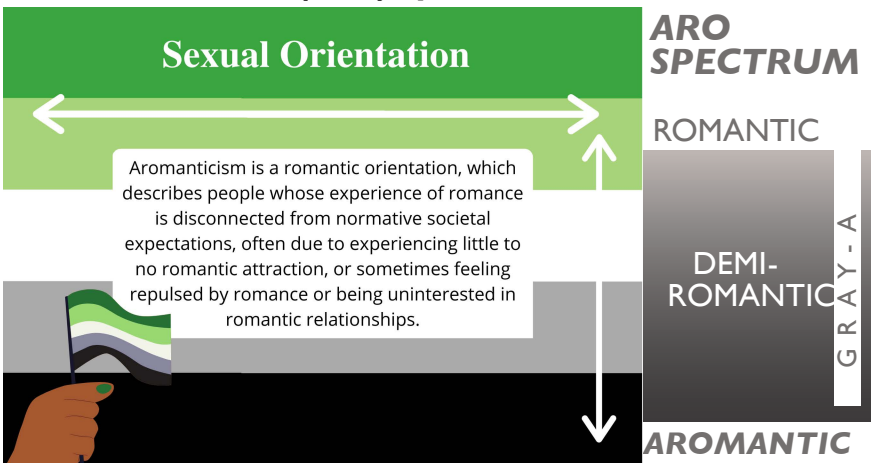 Sexual Orientation
Aromanticism is a romantic orientation, which
describes people whose experience of romance
is disconnected from normative societal
expectations, often due to experiencing little to
no romantic attraction, or sometimes feeling
repulsed by romance or being uninterested in
romantic relationships.
ARO
SPECTRUM
ROMANTIC
DEMI-
ROMANTIC
GRAY-A
AROMANTIC